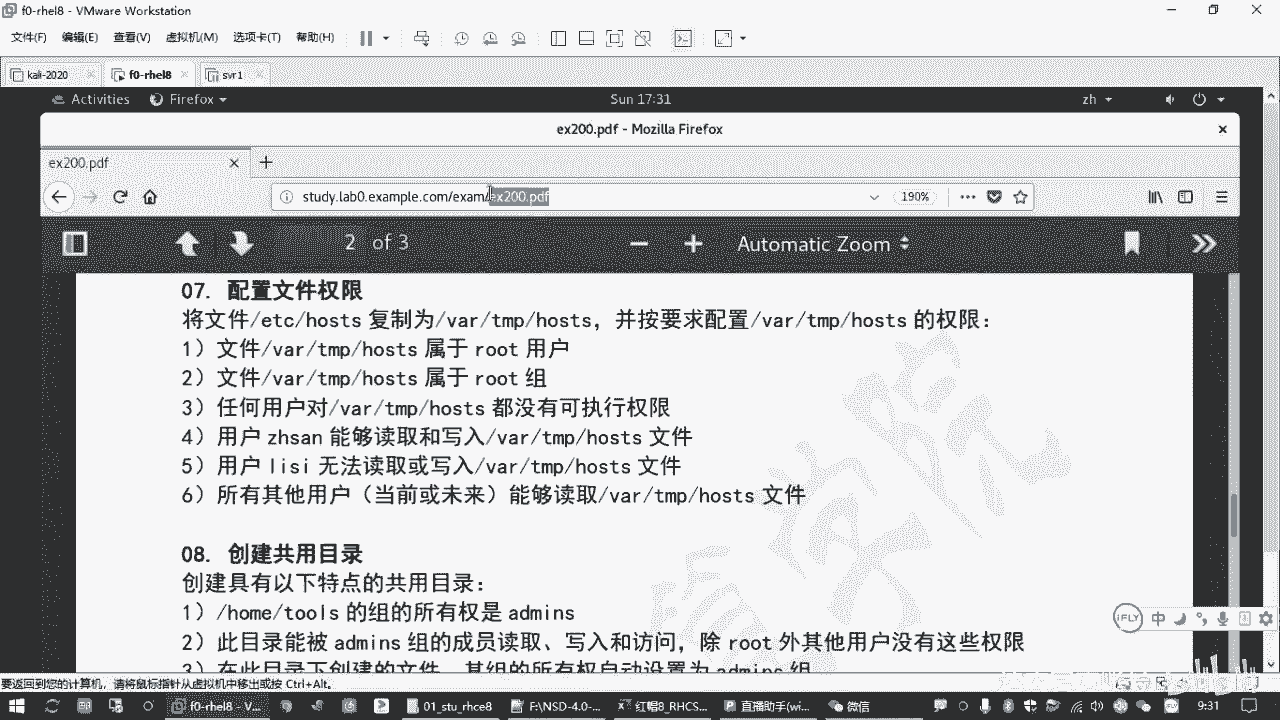 f0-rhel8 - VMware Workstation
文件(F) 编辑(E) 查看(V) 虚拟机(M) 选项卡(T) 帮助(H)
kali-2020 f0-rhel8 svr1
Activities Firefox Sun 17:31 zh
ex200.pdf - Mozilla Firefox
ex200.pdf
study.lab0.example.com/exam/ex200.pdf 190%
2 of 3 Automatic Zoom
07. 配置文件权限
将文件/etc/hosts 复制为/var/tmp/hosts，并按要求配置/var/tmp/hosts 的权限：
1）文件/var/tmp/hosts 属于 root 用户
2）文件/var/tmp/hosts 属于 root 组
3）任何用户对/var/tmp/hosts 都没有可执行权限
4）用户 zhsan 能够读取和写入/var/tmp/hosts 文件
5）用户 lisi 无法读取或写入/var/tmp/hosts 文件
6）所有其他用户（当前或未来）能够读取/var/tmp/hosts 文件
08. 创建共用目录
创建具有以下特点的共用目录：
1）/home/tools 的组的所有权是 admins
2）此目录能被 admins 组的成员读取、写入和访问，除 root 外其他用户没有这些权限
3）在此目录下创建的文件，其组的所有权自动设置为 admins 组
iFLY 中
要返回到您的计算机，请将鼠标指针从虚拟机中移出或按 Ctrl+Alt。
f0-rhel8 - V... 01_stu_rhce8 F:\NSD-4.0-... 红帽8_RHCS... 直播助手(wi... 微信 9:31